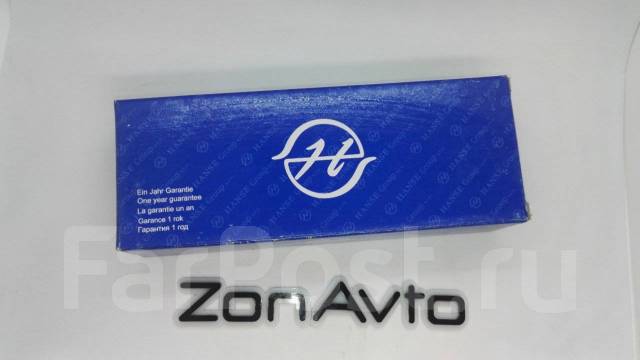 H
Ein Jahr Garantie
One year guarantee
La garantie un an
Garance 1 rok
Гарантия 1 год
ZonAvto
FarPost.ru